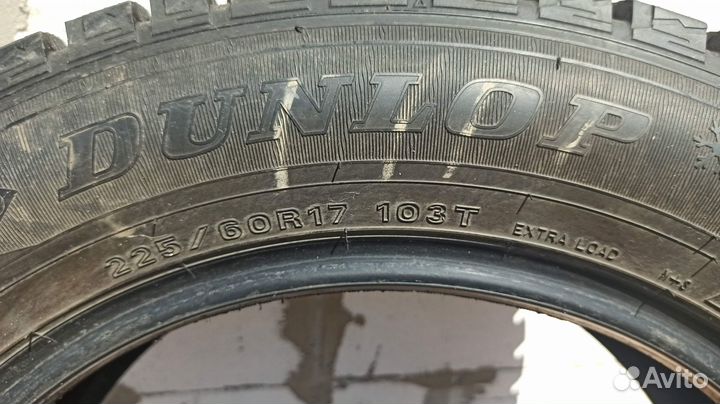 DUNLOP
225/60R17 103T EXTRA LOAD M+S
Avito